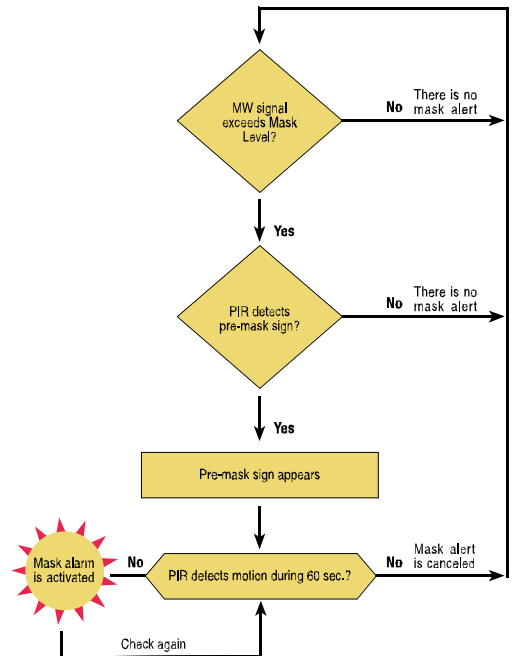 MW signal
exceeds Mask
Level?
No
There is no
mask alert
Yes
PIR detects
pre-mask sign?
No
There is no
mask alert
Yes
Pre-mask sign appears
Mask alarm
is activated
No
PIR detects motion during 60 sec.?
No
Mask alert
is canceled
Check again